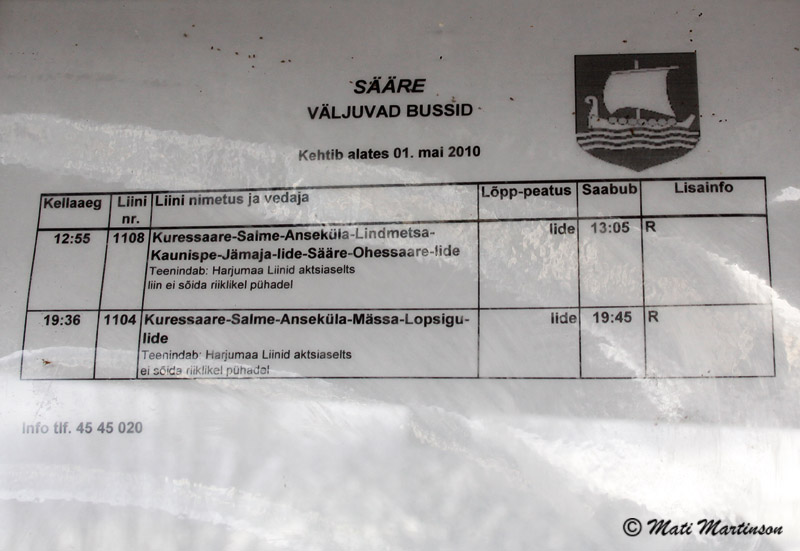 SÄÄRE
VÄLJUVAD BUSSID
Kehtib alates 01. mai 2010
Kellaaeg Liini nr. Liini nimetus ja vedaja Lõpp-peatus Saabub Lisainfo
12:55 1108 Kuressaare-Salme-Anseküla-Lindmetsa- Iide 13:05 R
Kaunispe-Jämaja-Iide-Sääre-Ohessaare-Iide
Teenindab: Harjumaa Liinid aktsiaselts
liin ei sõida riiklikel pühadel
19:36 1104 Kuressaare-Salme-Anseküla-Mässa-Lopsigu- Iide 19:45 R
Iide
Teenindab: Harjumaa Liinid aktsiaselts
ei sõida riiklikel pühadel
Info tlf. 45 45 020
© Mati Martinson